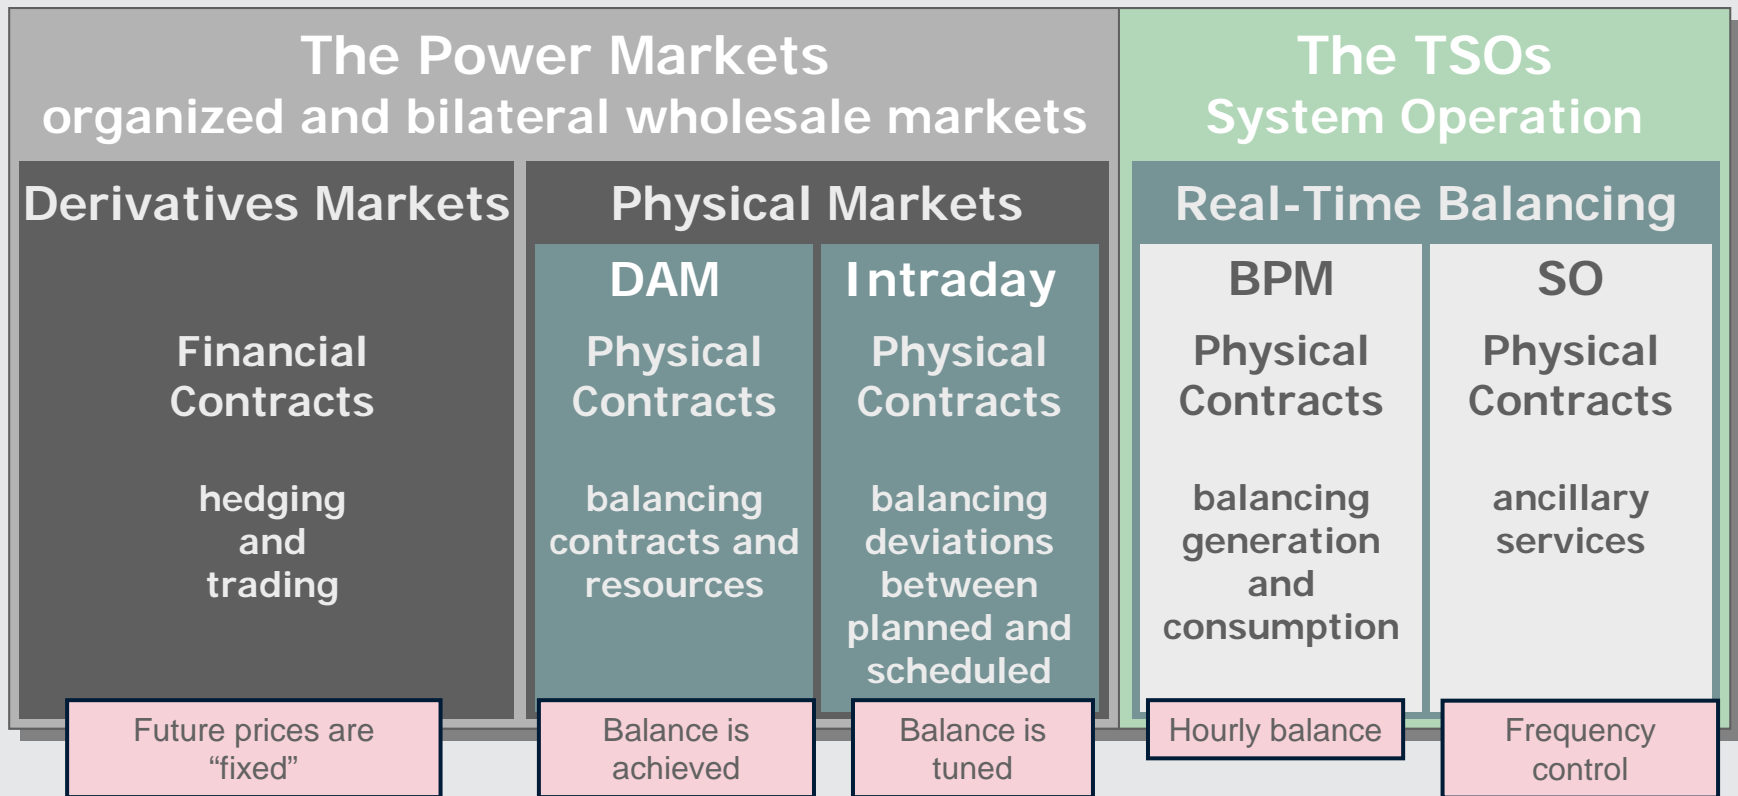 The Power Markets
organized and bilateral wholesale markets
The TSOs
System Operation
Derivatives Markets
Financial
Contracts
hedging
and
trading
Future prices are
“fixed”
Physical Markets
DAM
Physical
Contracts
balancing
contracts and
resources
Balance is
achieved
Intraday
Physical
Contracts
balancing
deviations
between
planned and
scheduled
Balance is
tuned
Real-Time Balancing
BPM
Physical
Contracts
balancing
generation
and
consumption
Hourly balance
SO
Physical
Contracts
ancillary
services
Frequency
control